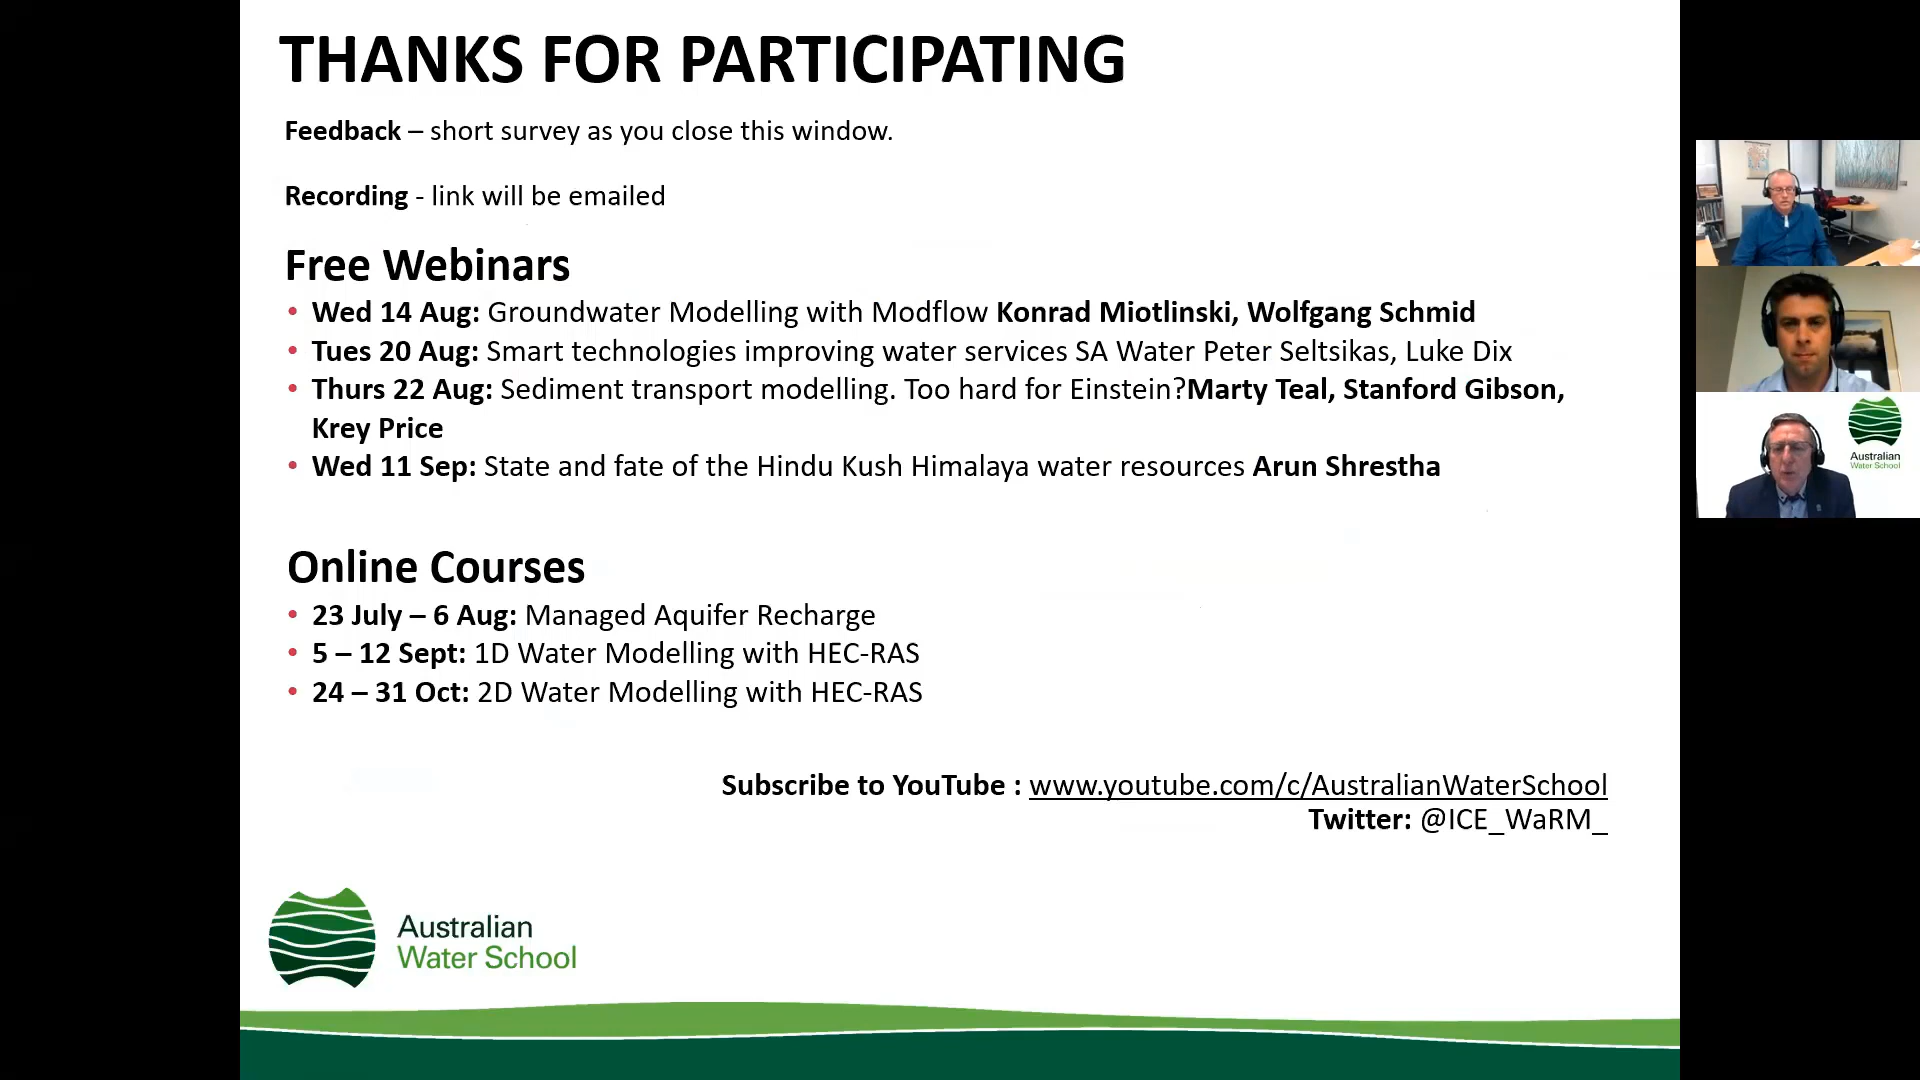 THANKS FOR PARTICIPATING
Feedback – short survey as you close this window.
Recording - link will be emailed
Free Webinars
• Wed 14 Aug: Groundwater Modelling with Modflow Konrad Miotlinski, Wolfgang Schmid
• Tues 20 Aug: Smart technologies improving water services SA Water Peter Seltsikas, Luke Dix
• Thurs 22 Aug: Sediment transport modelling. Too hard for Einstein?Marty Teal, Stanford Gibson,
Krey Price
• Wed 11 Sep: State and fate of the Hindu Kush Himalaya water resources Arun Shrestha
Online Courses
• 23 July – 6 Aug: Managed Aquifer Recharge
• 5 – 12 Sept: 1D Water Modelling with HEC-RAS
• 24 – 31 Oct: 2D Water Modelling with HEC-RAS
Subscribe to YouTube : www.youtube.com/c/AustralianWaterSchool
Twitter: @ICE_WaRM_
Australian
Water School
Australian
Water School